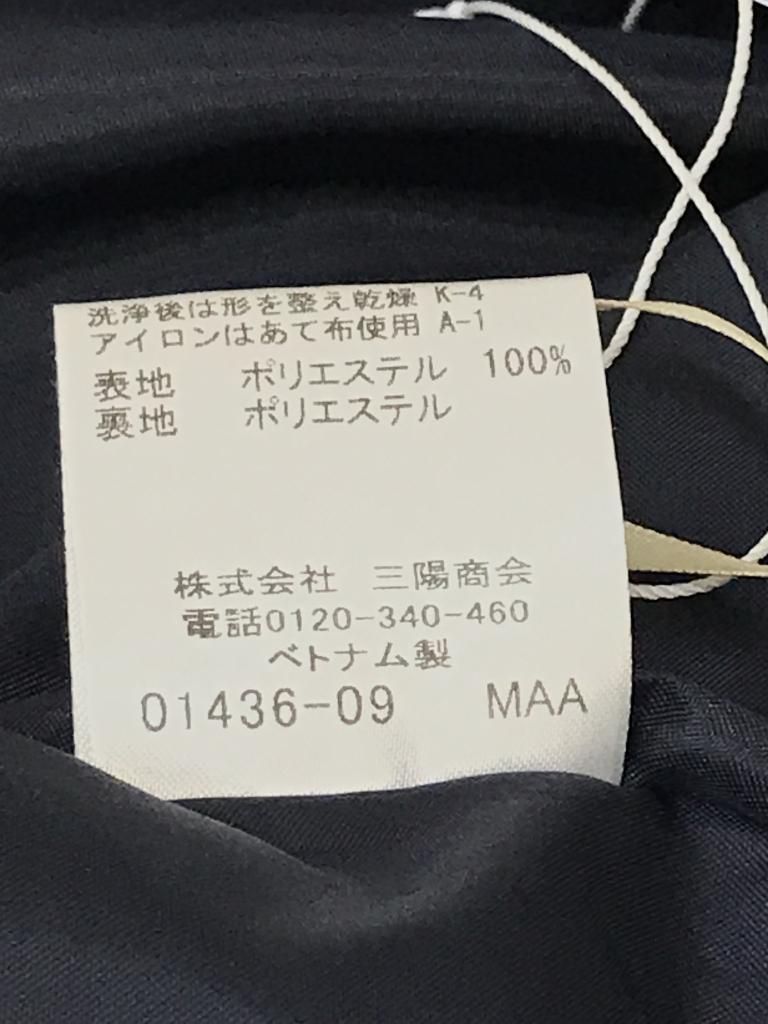 洗浄後は形を整え乾燥 K-4
アイロンはあて布使用 A-1
表地 ポリエステル 100%
裏地 ポリエステル
株式会社 三陽商会
電話0120-340-460
ベトナム製
01436-09 MAA